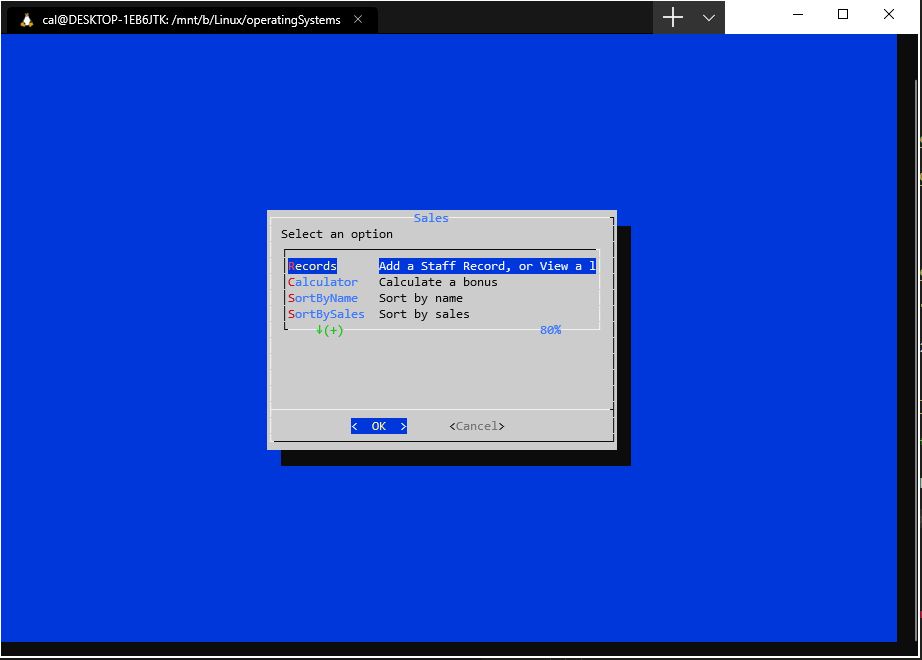 cal@DESKTOP-1EB6JTK: /mnt/b/Linux/operatingSystems
Sales
Select an option
Records Add a Staff Record, or View a l
Calculator Calculate a bonus
SortByName Sort by name
SortBySales Sort by sales
↓(+) 80%
< OK > <Cancel>